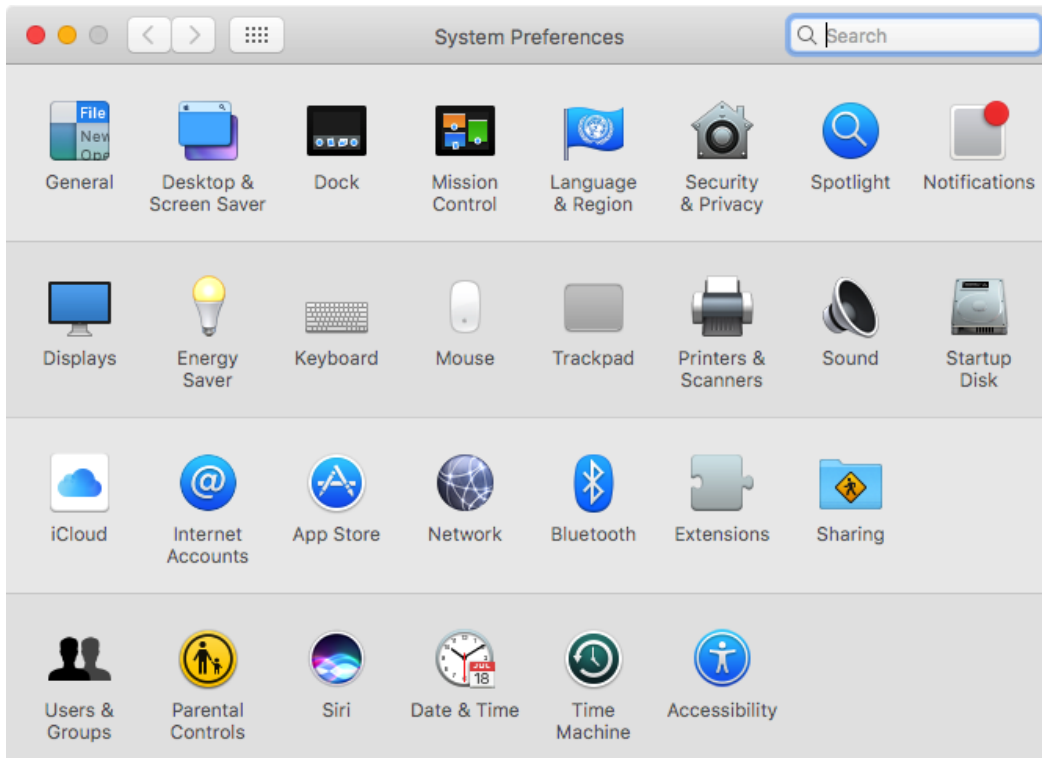 System Preferences
Search
File
New
Ope
General
Desktop &
Screen Saver
Dock
Mission
Control
Language
& Region
Security
& Privacy
Spotlight
Notifications
Displays
Energy
Saver
Keyboard
Mouse
Trackpad
Printers &
Scanners
Sound
Startup
Disk
iCloud
@
Internet
Accounts
App Store
Network
Bluetooth
Extensions
Sharing
Users &
Groups
Parental
Controls
Siri
JUL
18
Date & Time
Time
Machine
Accessibility